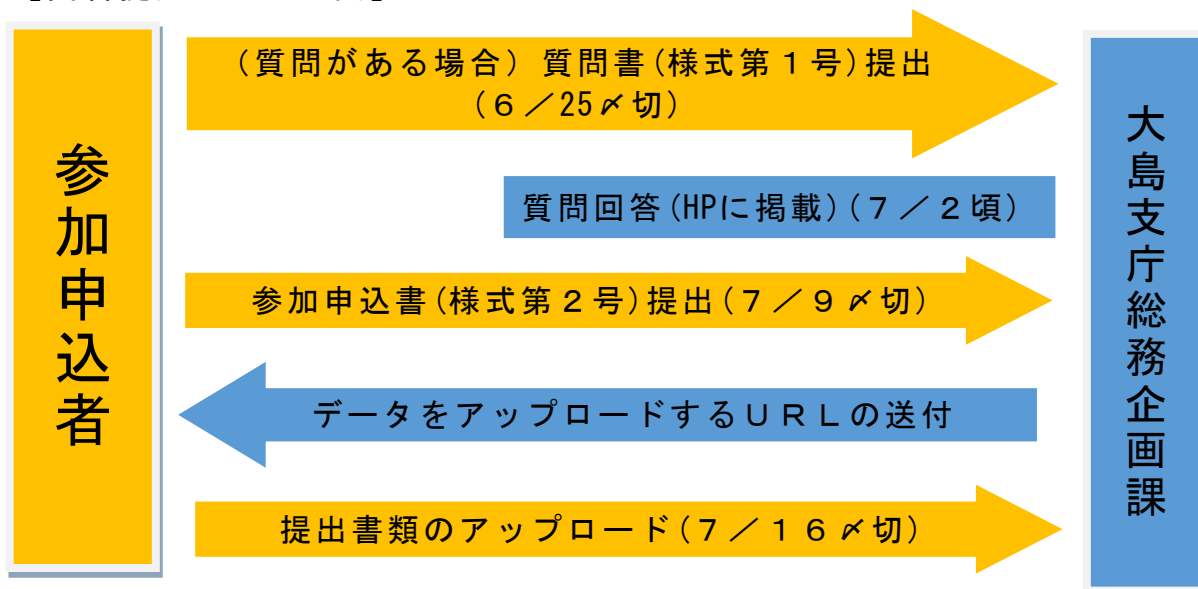 参加申込者
(質問がある場合)質問書(様式第1号)提出
(6/25〆切)
質問回答(HPに掲載)(7/2頃)
参加申込書(様式第2号)提出(7/9〆切)
データをアップロードするURLの送付
提出書類のアップロード(7/16〆切)
大島支庁総務企画課